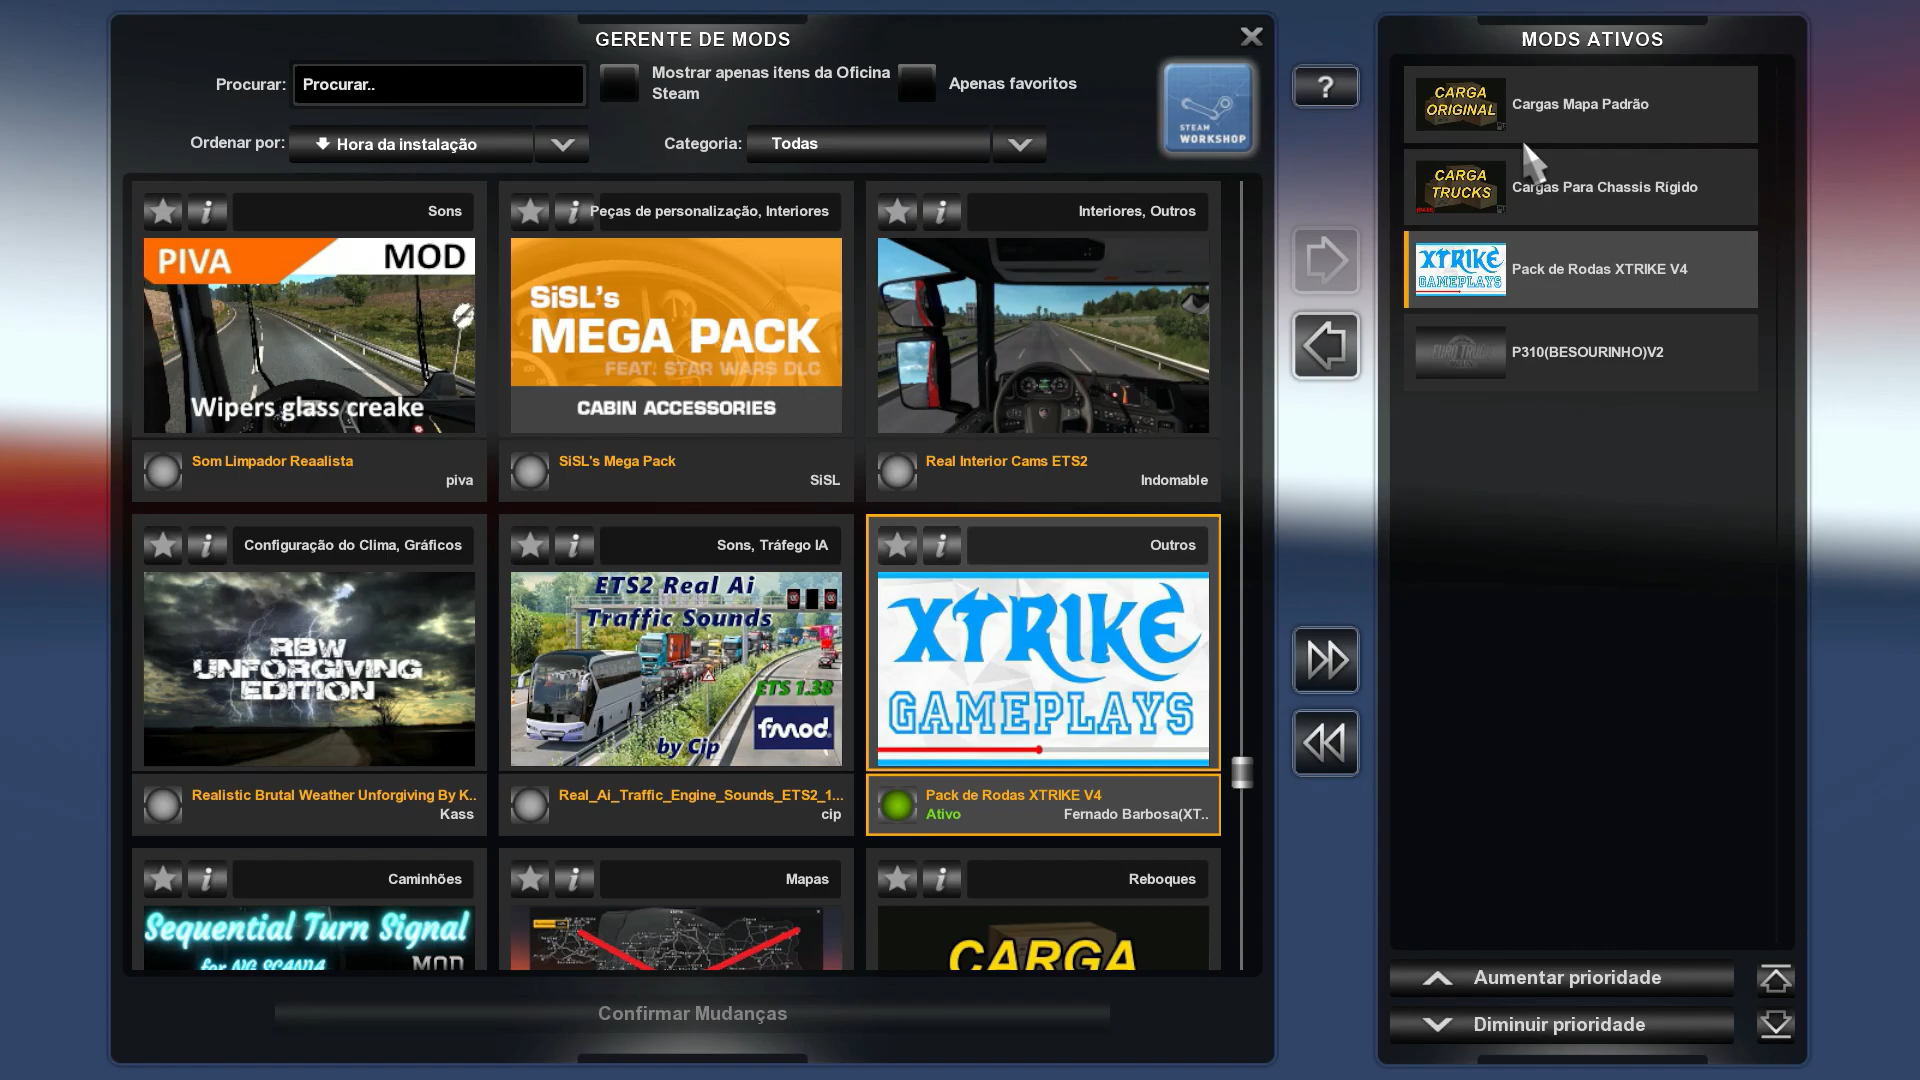 GERENTE DE MODS
Procurar: Procurar..
Mostrar apenas itens da Oficina
Steam
Apenas favoritos
STEAM
WORKSHOP
Ordenar por: Hora da instalação
Categoria: Todas
Sons
PIVA MOD
Wipers glass creake
Som Limpador Reaalista
piva
Peças de personalização, Interiores
SiSL's
MEGA PACK
FEAT. STAR WARS DLC
CABIN ACCESSORIES
SiSL's Mega Pack
SiSL
Interiores, Outros
Real Interior Cams ETS2
Indomable
Configuração do Clima, Gráficos
RBW
UNFORGIVING
EDITION
Realistic Brutal Weather Unforgiving By K..
Kass
Sons, Tráfego IA
ETS2 Real Ai
Traffic Sounds
ETS 1.38
fmod
by Cip
Real_Ai_Traffic_Engine_Sounds_ETS2_1...
cip
Outros
XTRIKE
GAMEPLAYS
Pack de Rodas XTRIKE V4
Ativo
Fernado Barbosa(XT..
Caminhões
Sequential Turn Signal
for NG SCANIA MOD
Mapas
Reboques
CARGA
Confirmar Mudanças
?
MODS ATIVOS
CARGA
ORIGINAL
Cargas Mapa Padrão
CARGA
TRUCKS
Cargas Para Chassis Rígido
XTRIKE
GAMEPLAYS
Pack de Rodas XTRIKE V4
EURO TRUCK
P310(BESOURINHO)V2
Aumentar prioridade
Diminuir prioridade